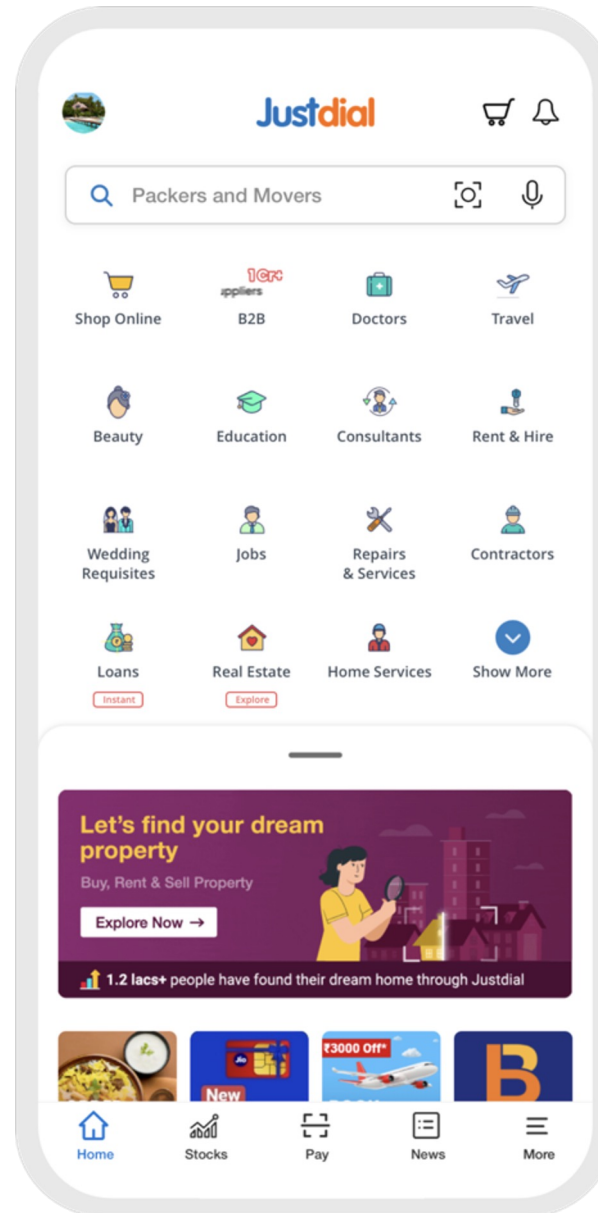 Justdial
Packers and Movers
1Cr+
Shop Online
B2B
Doctors
Travel
Beauty
Education
Consultants
Rent & Hire
Wedding
Requisites
Jobs
Repairs
& Services
Contractors
Loans
Real Estate
Home Services
Show More
Instant
Explore
Let's find your dream
property
Buy, Rent & Sell Property
Explore Now →
1.2 lacs+ people have found their dream home through Justdial
Jio
New
₹3000 Off*
B
Home
Stocks
Pay
News
More